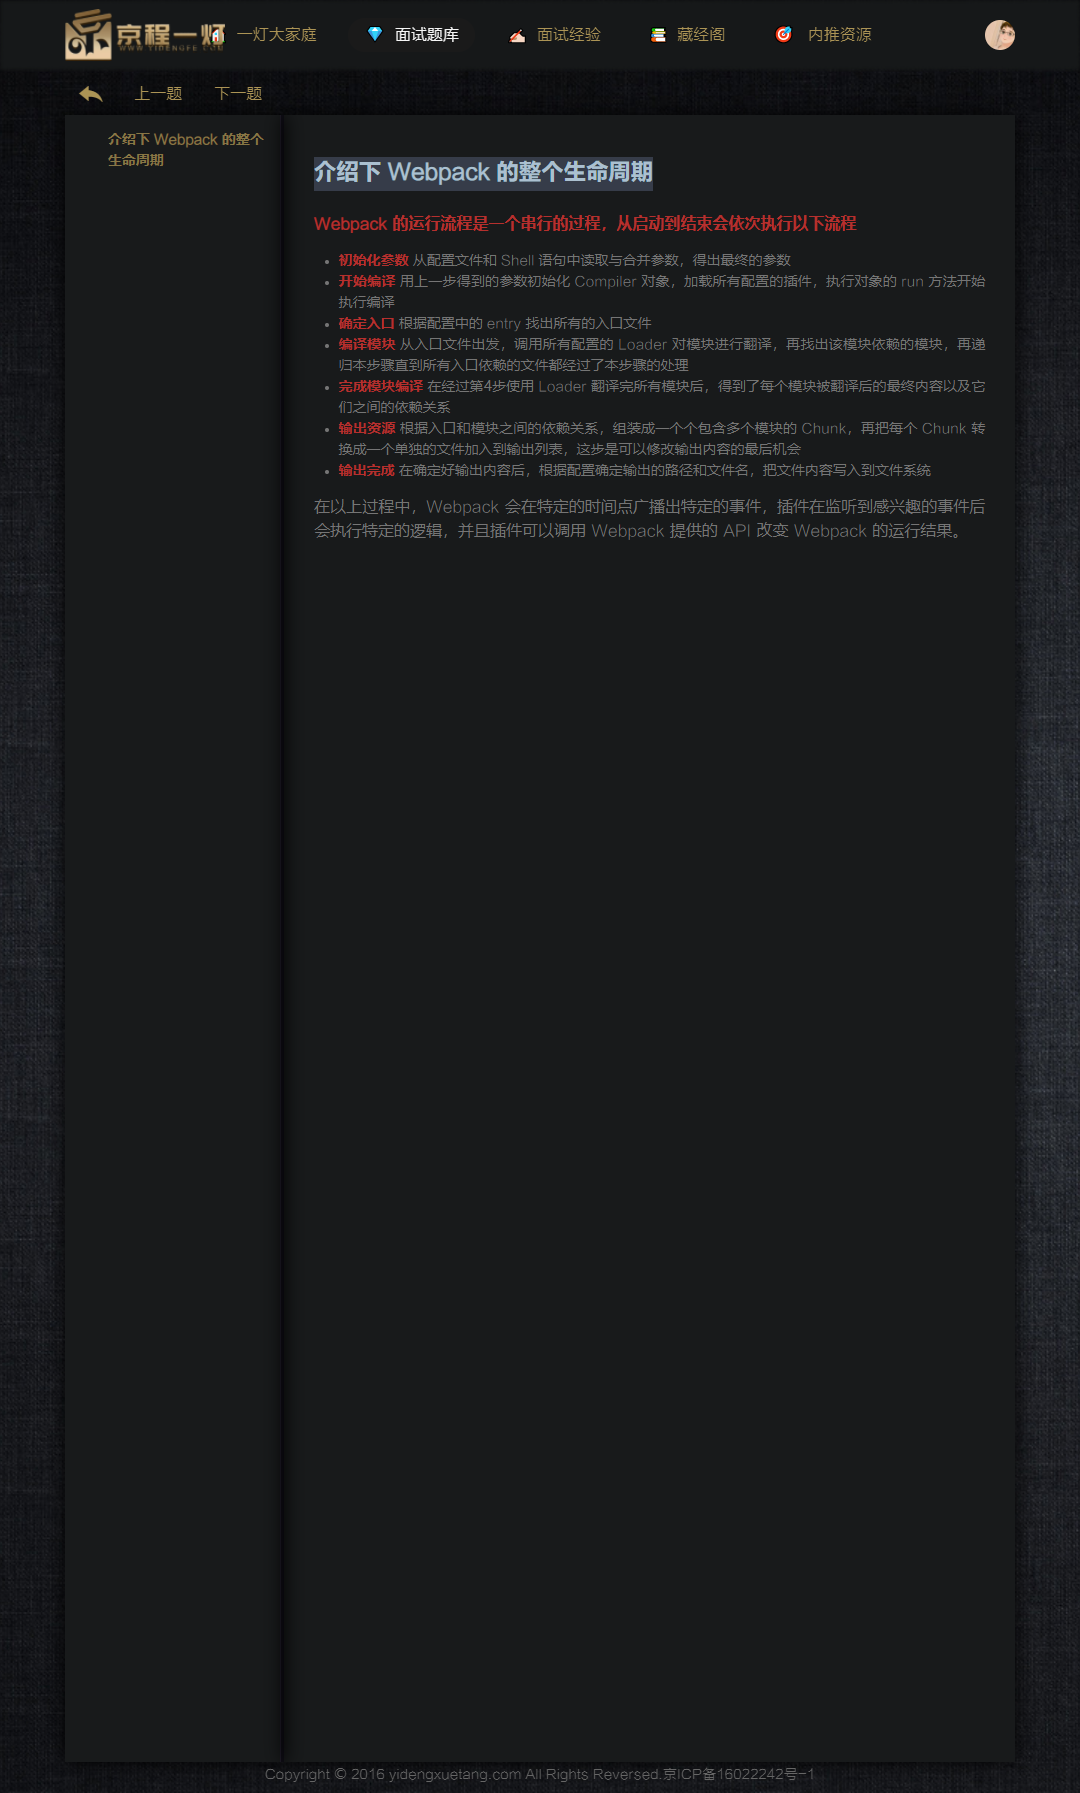 京程一灯
WWW.YIDENGFE.COM
一灯大家庭
面试题库
面试经验
藏经阁
内推资源
上一题
下一题
介绍下 Webpack 的整个
生命周期
介绍下 Webpack 的整个生命周期
Webpack 的运行流程是一个串行的过程，从启动到结束会依次执行以下流程
初始化参数 从配置文件和 Shell 语句中读取与合并参数，得出最终的参数
开始编译 用上一步得到的参数初始化 Compiler 对象，加载所有配置的插件，执行对象的 run 方法开始
执行编译
确定入口 根据配置中的 entry 找出所有的入口文件
编译模块 从入口文件出发，调用所有配置的 Loader 对模块进行翻译，再找出该模块依赖的模块，再递
归本步骤直到所有入口依赖的文件都经过了本步骤的处理
完成模块编译 在经过第4步使用 Loader 翻译完所有模块后，得到了每个模块被翻译后的最终内容以及它
们之间的依赖关系
输出资源 根据入口和模块之间的依赖关系，组装成一个个包含多个模块的 Chunk，再把每个 Chunk 转
换成一个单独的文件加入到输出列表，这步是可以修改输出内容的最后机会
输出完成 在确定好输出内容后，根据配置确定输出的路径和文件名，把文件内容写入到文件系统
在以上过程中，Webpack 会在特定的时间点广播出特定的事件，插件在监听到感兴趣的事件后
会执行特定的逻辑，并且插件可以调用 Webpack 提供的 API 改变 Webpack 的运行结果。
Copyright © 2016 yidengxuetang.com All Rights Reversed.京ICP备16022242号-1